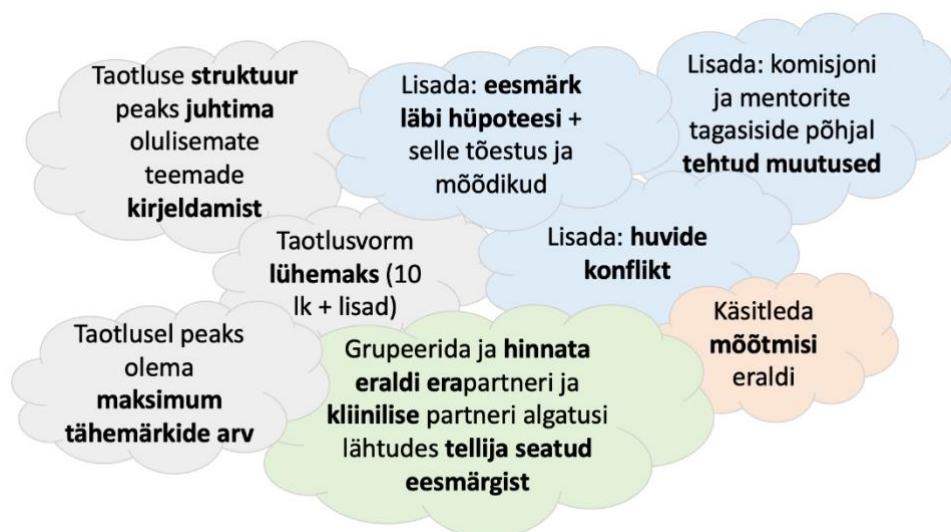 Taotluse struktuur
peaks juhtima
olulisemate
teemade
kirjeldamist
Lisada: eesmärk
läbi hüpoteesi +
selle tõestus ja
mõõdikud
Lisada: komisjoni
ja mentorite
tagasiside põhjal
tehtud muutused
Taotlusvorm
lühemaks (10
lk + lisad)
Lisada: huvide
konflikt
Taotlusel peaks
olema
maksimum
tähemärkide arv
Grupeerida ja hinnata
eraldi erapartneri ja
kliinilise partneri algatusi
lähtudes tellija seatud
eesmärgist
Käsitleda
mõõtmisi
eraldi